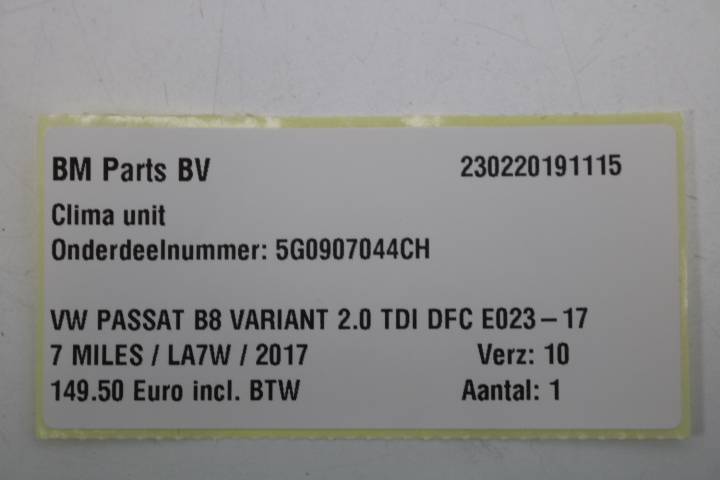 BM Parts BV 230220191115
Clima unit
Onderdeelnummer: 5G0907044CH
VW PASSAT B8 VARIANT 2.0 TDI DFC E023-17
7 MILES / LA7W / 2017 Verz: 10
149.50 Euro incl. BTW Aantal: 1